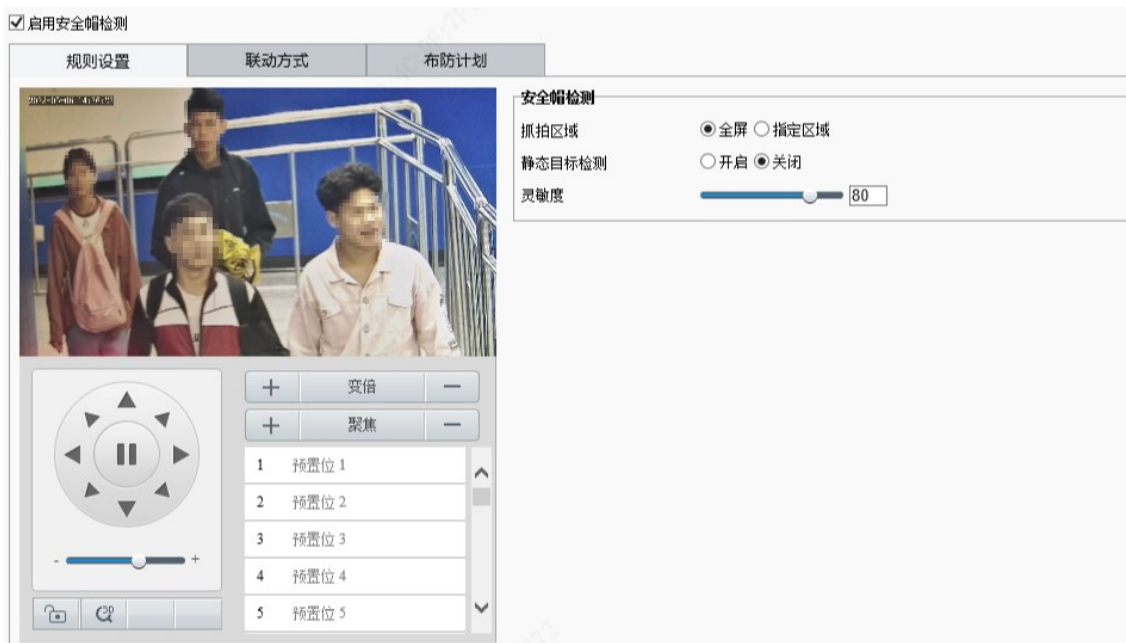 启用安全帽检测
规则设置 联动方式 布防计划
安全帽检测
抓拍区域 全屏 指定区域
静态目标检测 开启 关闭
灵敏度 80
+ 变倍 −
+ 聚焦 −
1 预置位 1
2 预置位 2
3 预置位 3
4 预置位 4
5 预置位 5
- +
3D